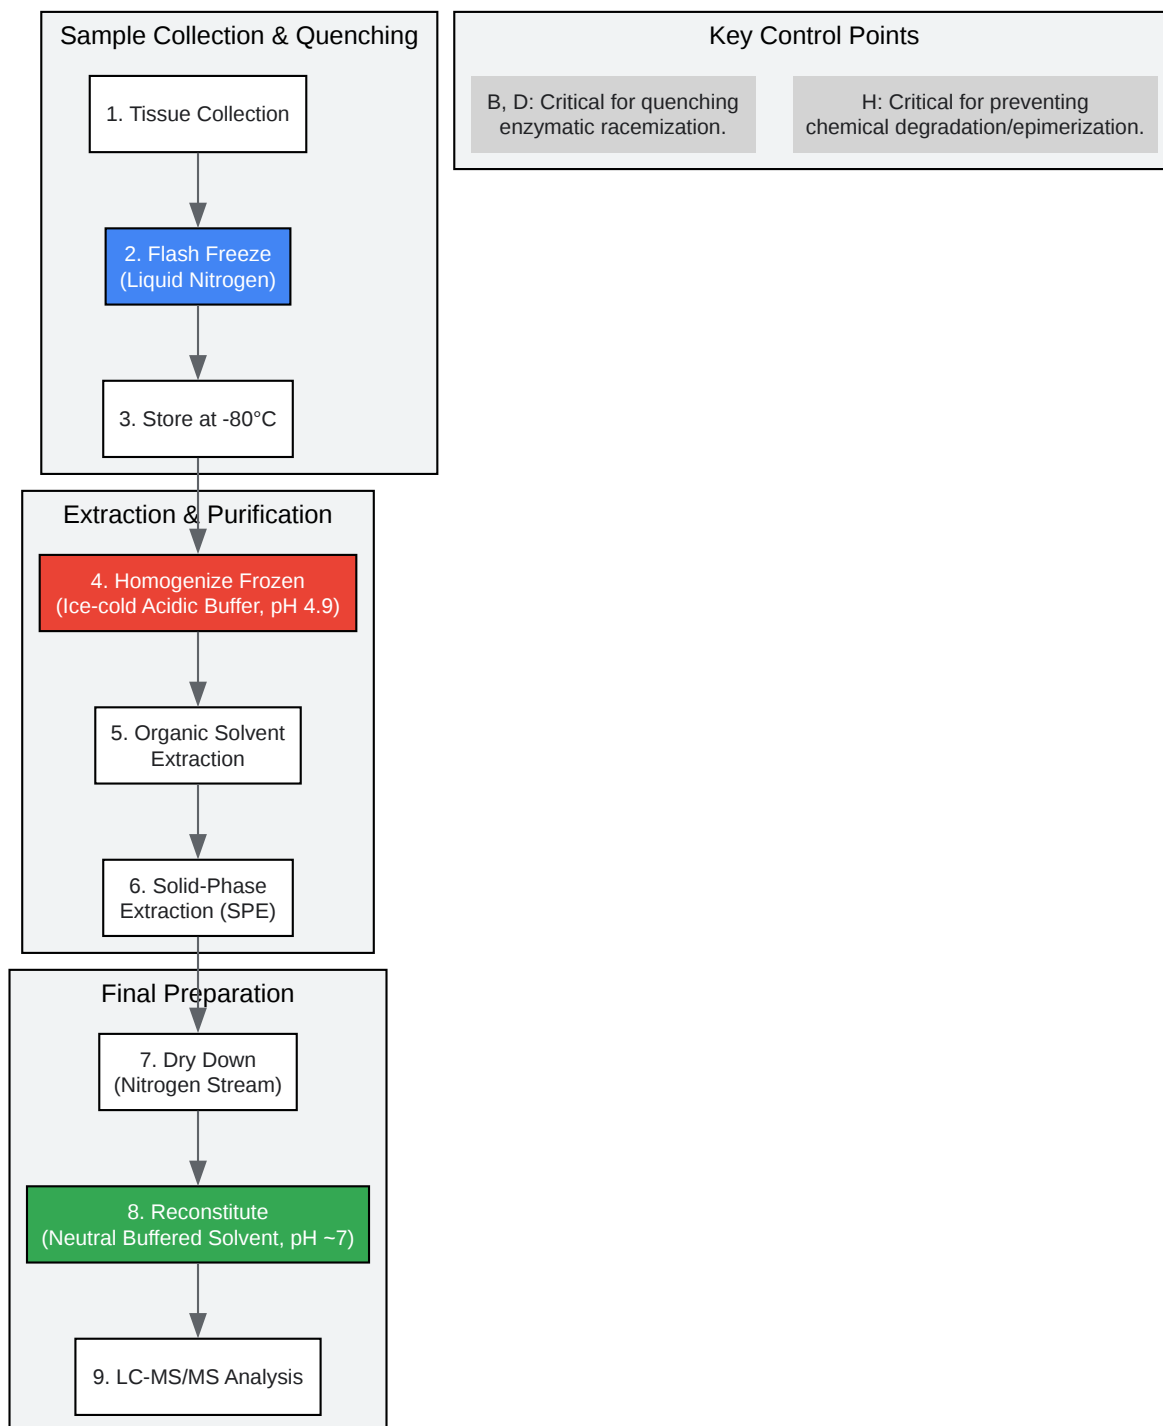 Sample Collection & Quenching
1. Tissue Collection
2. Flash Freeze
(Liquid Nitrogen)
3. Store at -80°C
Key Control Points
B, D: Critical for quenching
enzymatic racemization.
H: Critical for preventing
chemical degradation/epimerization.
Extraction & Purification
4. Homogenize Frozen
(Ice-cold Acidic Buffer, pH 4.9)
5. Organic Solvent
Extraction
6. Solid-Phase
Extraction (SPE)
Final Preparation
7. Dry Down
(Nitrogen Stream)
8. Reconstitute
(Neutral Buffered Solvent, pH ~7)
9. LC-MS/MS Analysis